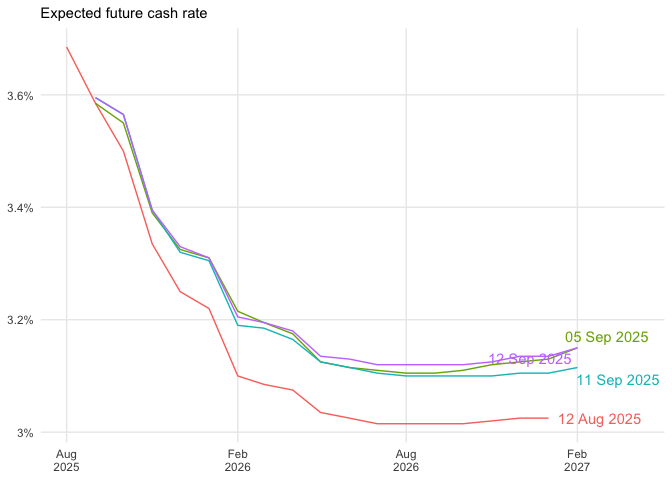 Expected future cash rate
3.6%
3.4%
3.2%
3%
05 Sep 2025
12 Sep 2025
11 Sep 2025
12 Aug 2025
Aug
2025
Feb
2026
Aug
2026
Feb
2027